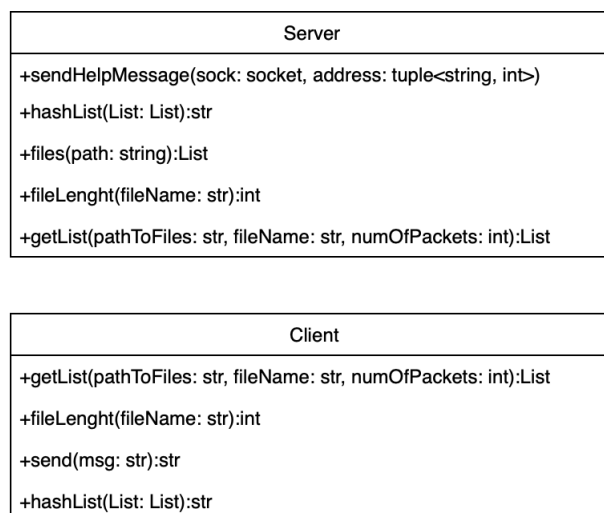 Server
+sendHelpMessage(sock: socket, address: tuple<string, int>)
+hashList(List: List):str
+files(path: string):List
+fileLenght(fileName: str):int
+getList(pathToFiles: str, fileName: str, numOfPackets: int):List
Client
+getList(pathToFiles: str, fileName: str, numOfPackets: int):List
+fileLenght(fileName: str):int
+send(msg: str):str
+hashList(List: List):str